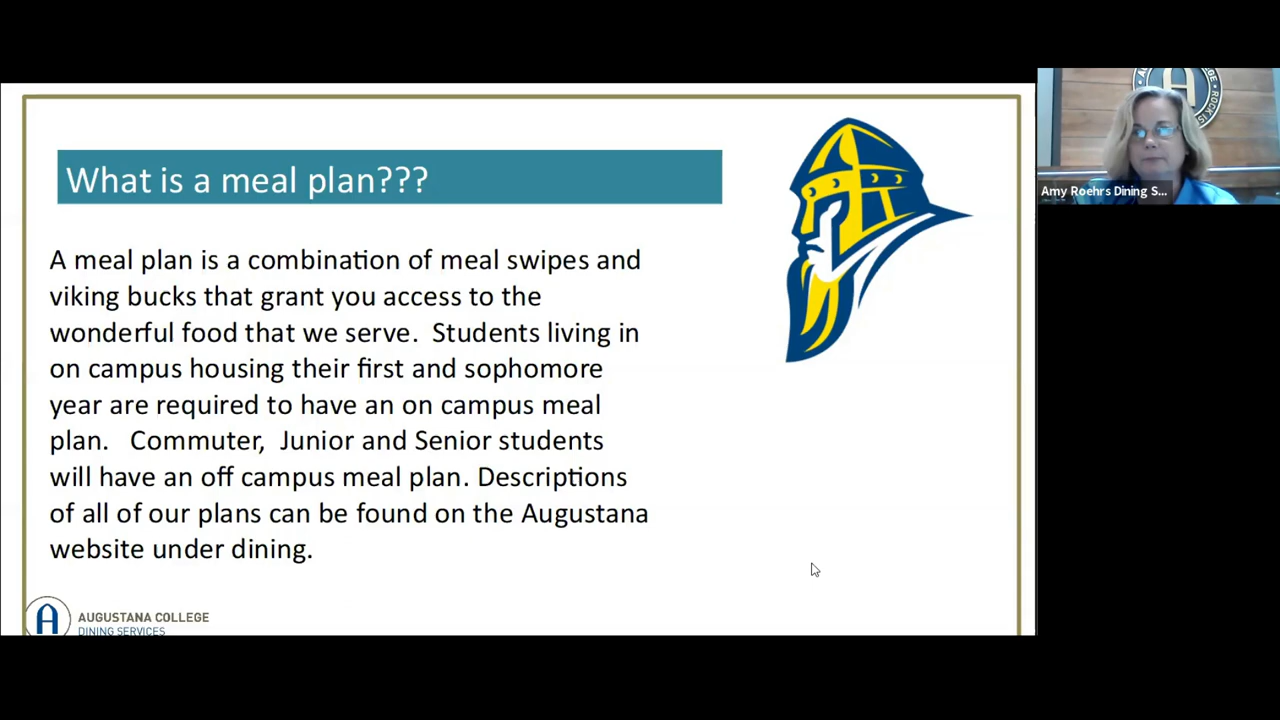 What is a meal plan???
A meal plan is a combination of meal swipes and
viking bucks that grant you access to the
wonderful food that we serve.  Students living in
on campus housing their first and sophomore
year are required to have an on campus meal
plan.   Commuter,  Junior and Senior students
will have an off campus meal plan. Descriptions
of all of our plans can be found on the Augustana
website under dining.
A
AUGUSTANA COLLEGE
DINING SERVICES
A
Amy Roehrs Dining S...